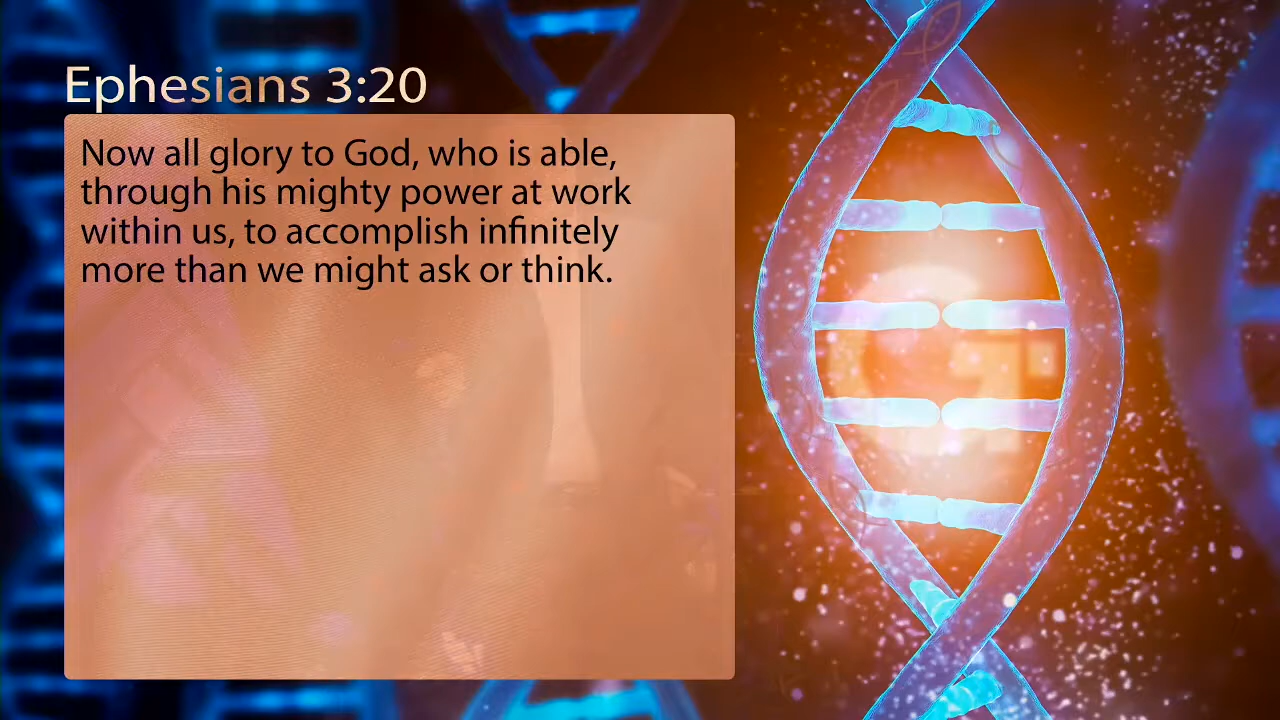 Ephesians 3:20
Now all glory to God, who is able,
through his mighty power at work
within us, to accomplish infinitely
more than we might ask or think.